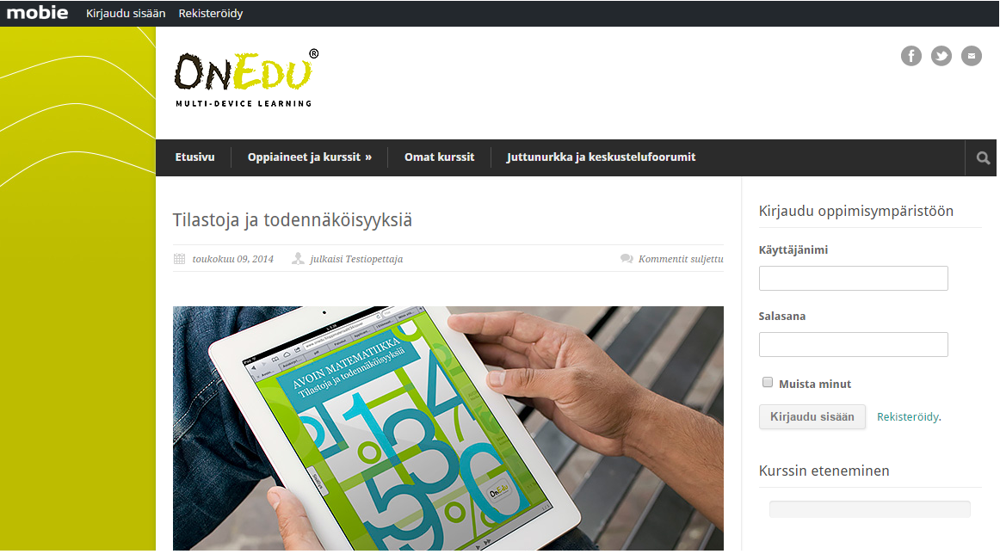 mobie Kirjaudu sisään Rekisteröidy
ONEDU®
MULTI-DEVICE LEARNING
Etusivu Oppiaineet ja kurssit » Omat kurssit Juttunurkka ja keskustelufoorumit
Tilastoja ja todennäköisyyksiä
toukokuu 09, 2014 julkaisi Testiopettaja Kommentit suljettu
AVOIN MATEMATIIKKA
Tilastoja ja todennäköisyyksiä
OnEdu
Kirjaudu oppimisympäristöön
Käyttäjänimi
Salasana
Muista minut
Kirjaudu sisään Rekisteröidy.
Kurssin eteneminen